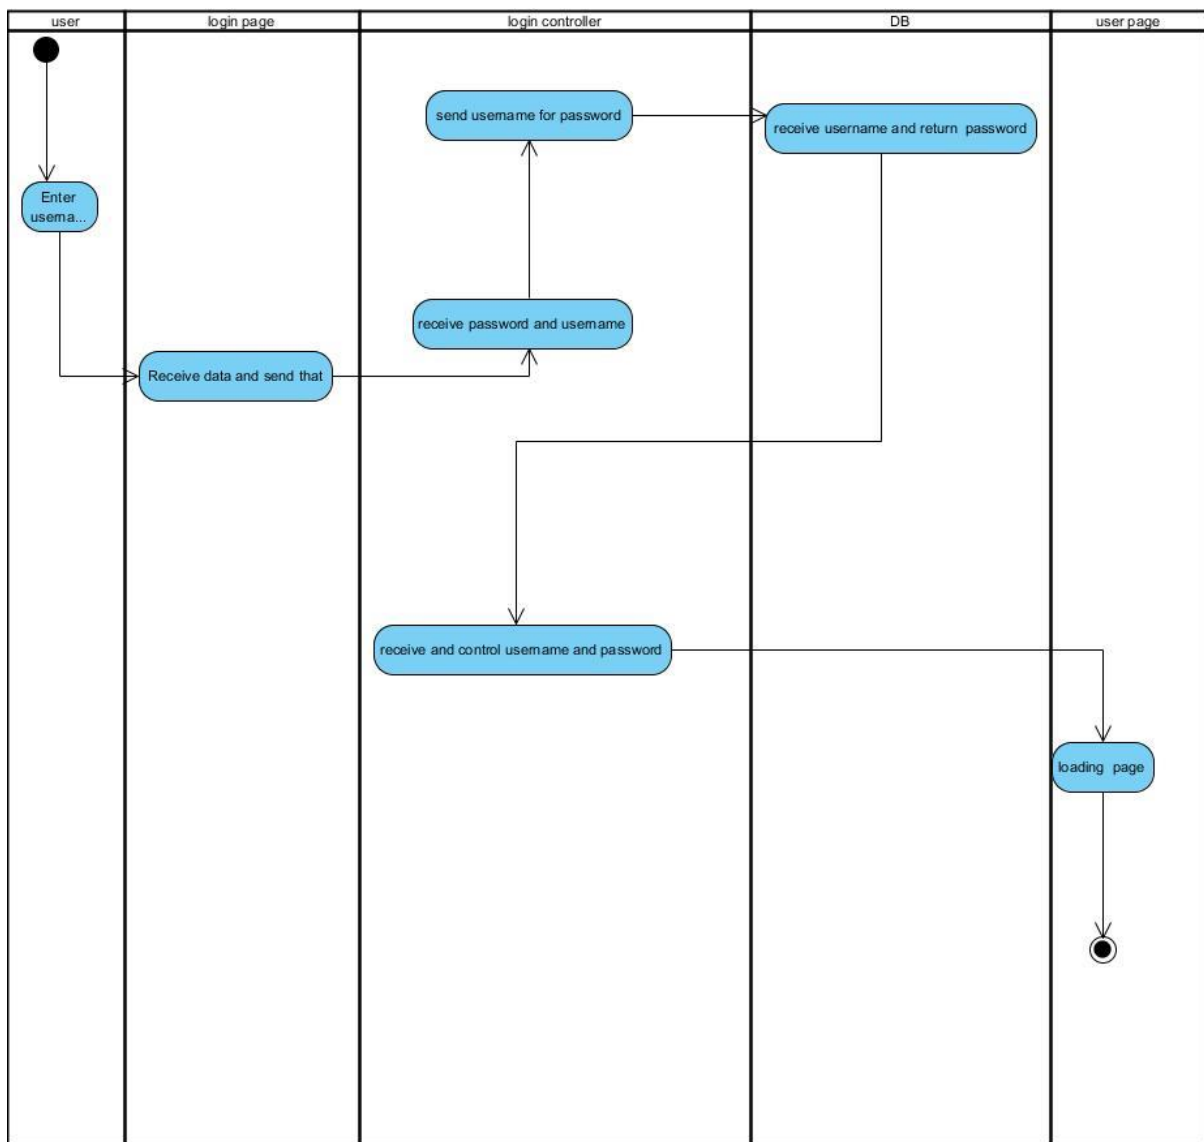 user
login page
login controller
DB
user page
send username for password
receive username and return password
Enter
userna...
receive password and username
Receive data and send that
receive and control username and password
loading page